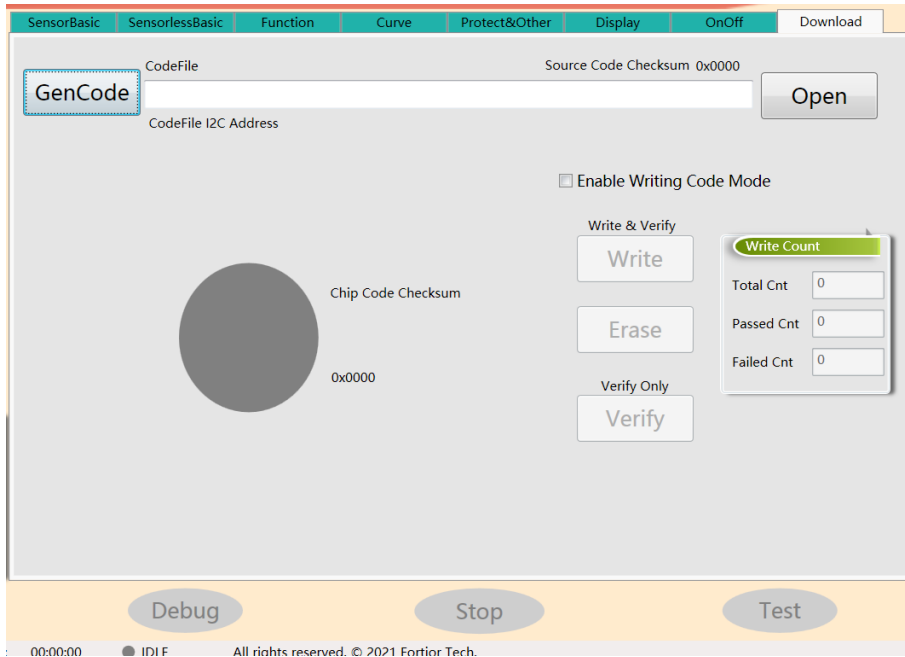 SensorBasic SensorlessBasic Function Curve Protect&Other Display OnOff Download
CodeFile Source Code Checksum 0x0000
GenCode Open
CodeFile I2C Address
Enable Writing Code Mode
Write & Verify
Write
Write Count
Total Cnt 0
Chip Code Checksum
Erase
Passed Cnt 0
Failed Cnt 0
0x0000
Verify Only
Verify
Debug Stop Test
00:00:00 IDLE All rights reserved. © 2021 Fortior Tech.